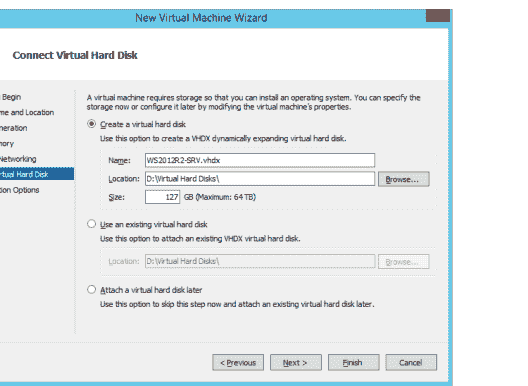 New Virtual Machine Wizard
Connect Virtual Hard Disk
Begin
me and Location
neration
mory
Networking
rtual Hard Disk
tion Options
A virtual machine requires storage so that you can install an operating system. You can specify the
storage now or configure it later by modifying the virtual machine's properties.
Create a virtual hard disk
Use this option to create a VHDX dynamically expanding virtual hard disk.
Name: WS2012R2-SRV.vhdx
Location: D:\Virtual Hard Disks\ Browse...
Size: 127 GB (Maximum: 64 TB)
Use an existing virtual hard disk
Use this option to attach an existing VHDX virtual hard disk.
Location: D:\Virtual Hard Disks\ Browse...
Attach a virtual hard disk later
Use this option to skip this step now and attach an existing virtual hard disk later.
< Previous Next > Finish Cancel